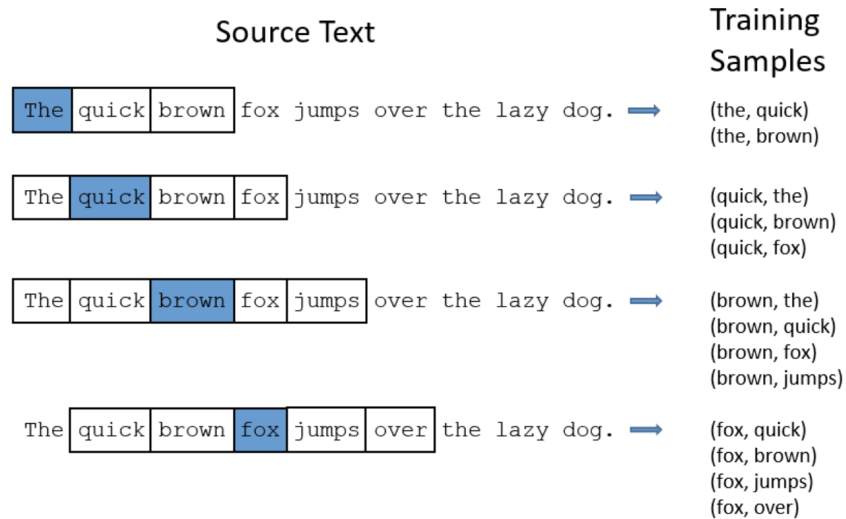 Source Text
Training
Samples
The quick brown fox jumps over the lazy dog.
(the, quick)
(the, brown)
The quick brown fox jumps over the lazy dog.
(quick, the)
(quick, brown)
(quick, fox)
The quick brown fox jumps over the lazy dog.
(brown, the)
(brown, quick)
(brown, fox)
(brown, jumps)
The quick brown fox jumps over the lazy dog.
(fox, quick)
(fox, brown)
(fox, jumps)
(fox, over)